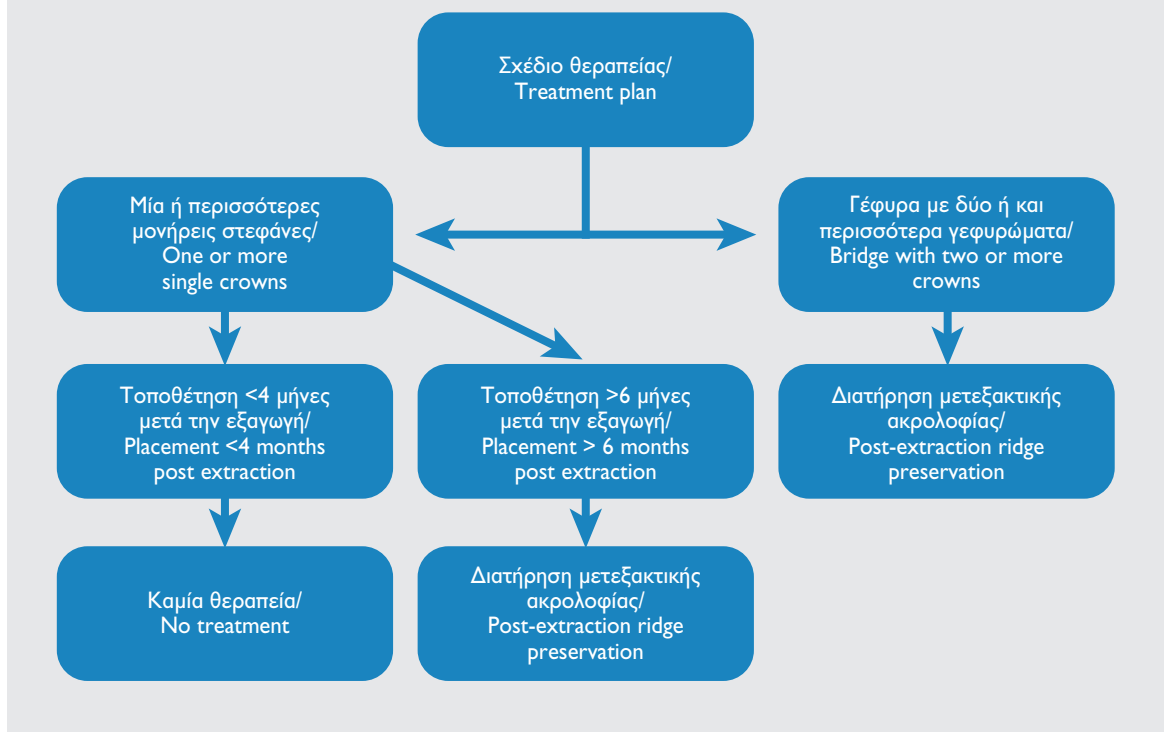 Σχέδιο θεραπείας/
Treatment plan
Μία ή περισσότερες
μονήρεις στεφάνες/
One or more
single crowns
Γέφυρα με δύο ή και
περισσότερα γεφυρώματα/
Bridge with two or more
crowns
Τοποθέτηση <4 μήνες
μετά την εξαγωγή/
Placement <4 months
post extraction
Τοποθέτηση >6 μήνες
μετά την εξαγωγή/
Placement > 6 months
post extraction
Διατήρηση μετεξακτικής
ακρολοφίας/
Post-extraction ridge
preservation
Καμία θεραπεία/
No treatment
Διατήρηση μετεξακτικής
ακρολοφίας/
Post-extraction ridge
preservation